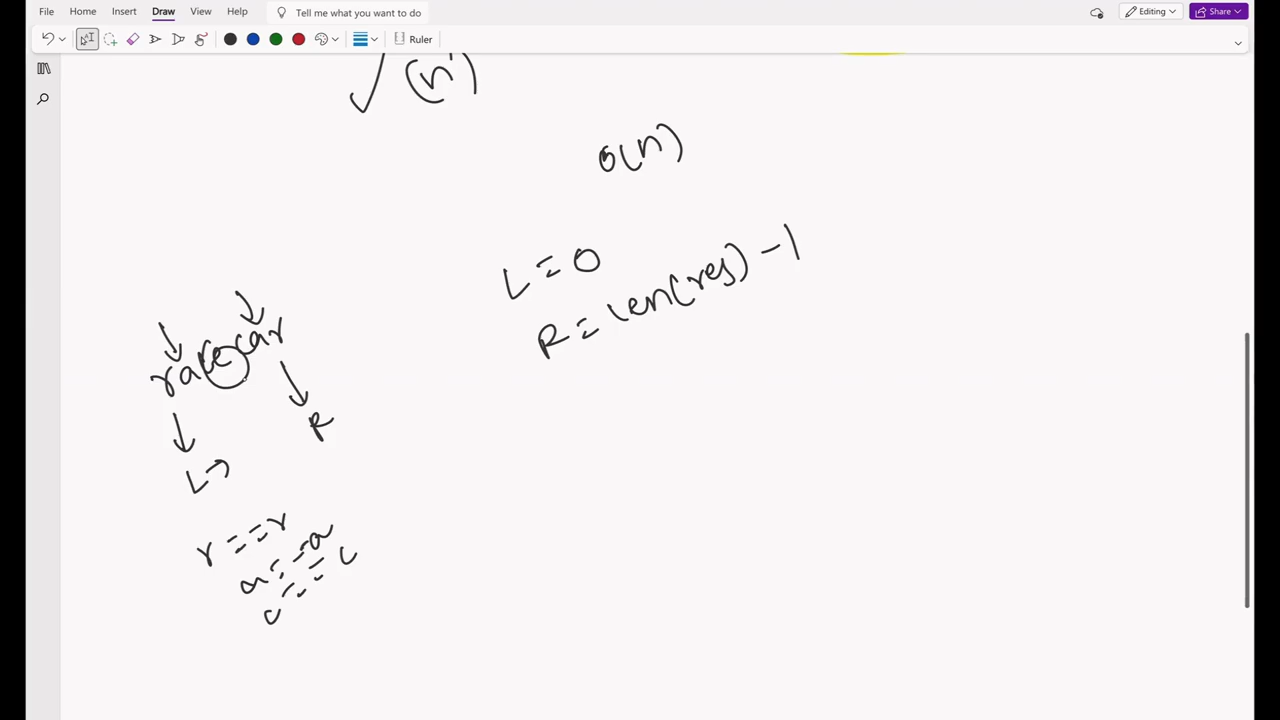 File Home Insert Draw View Help Tell me what you want to do Editing Share
Ruler
(n)
O(n)
L = 0
R = len(res) - 1
racecar
R
L →
r == r
a == a
c == c